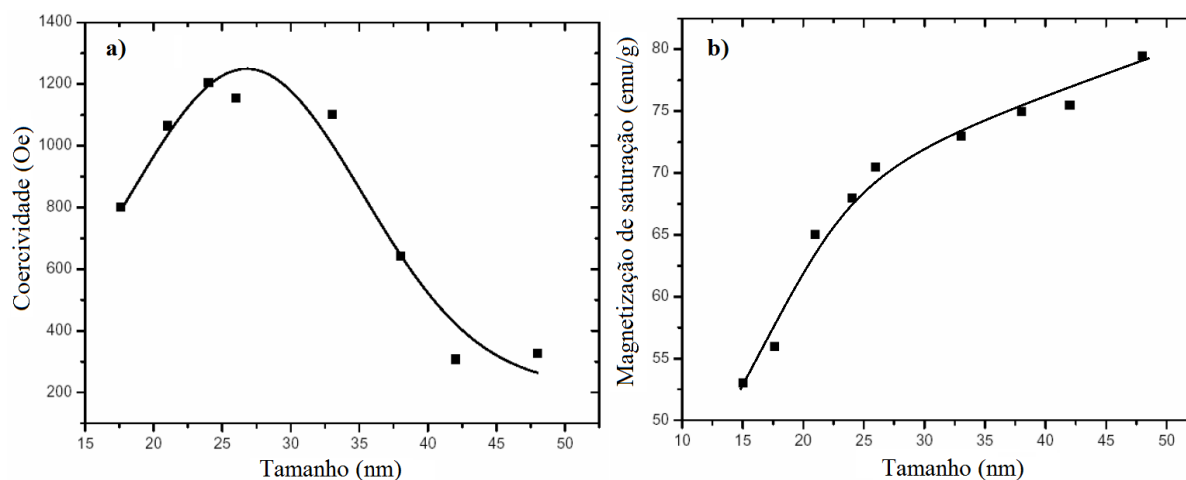 a)
Coercividade (Oe)
1400
1200
1000
800
600
400
200
15 20 25 30 35 40 45 50
Tamanho (nm)
b)
Magnetização de saturação (emu/g)
80
75
70
65
60
55
50
10 15 20 25 30 35 40 45 50
Tamanho (nm)